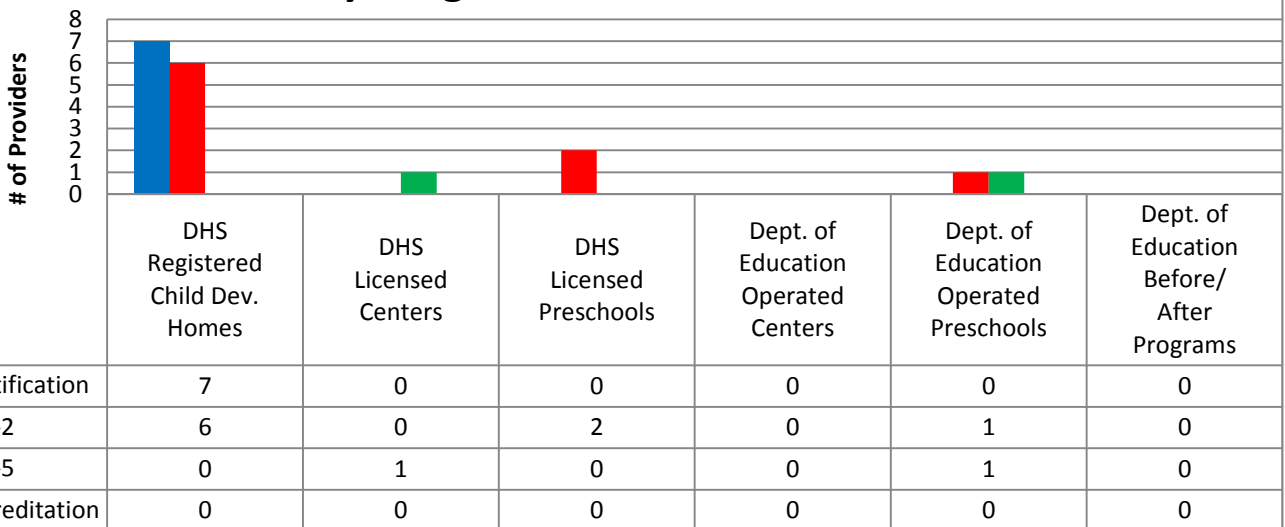 8
7
6
5
4
3
2
1
0
# of Providers
DHS
Registered
Child Dev.
Homes
DHS
Licensed
Centers
DHS
Licensed
Preschools
Dept. of
Education
Operated
Centers
Dept. of
Education
Operated
Preschools
Dept. of
Education
Before/
After
Programs
tification 7 0 0 0 0 0
2 6 0 2 0 1 0
5 0 1 0 0 1 0
reditation 0 0 0 0 0 0